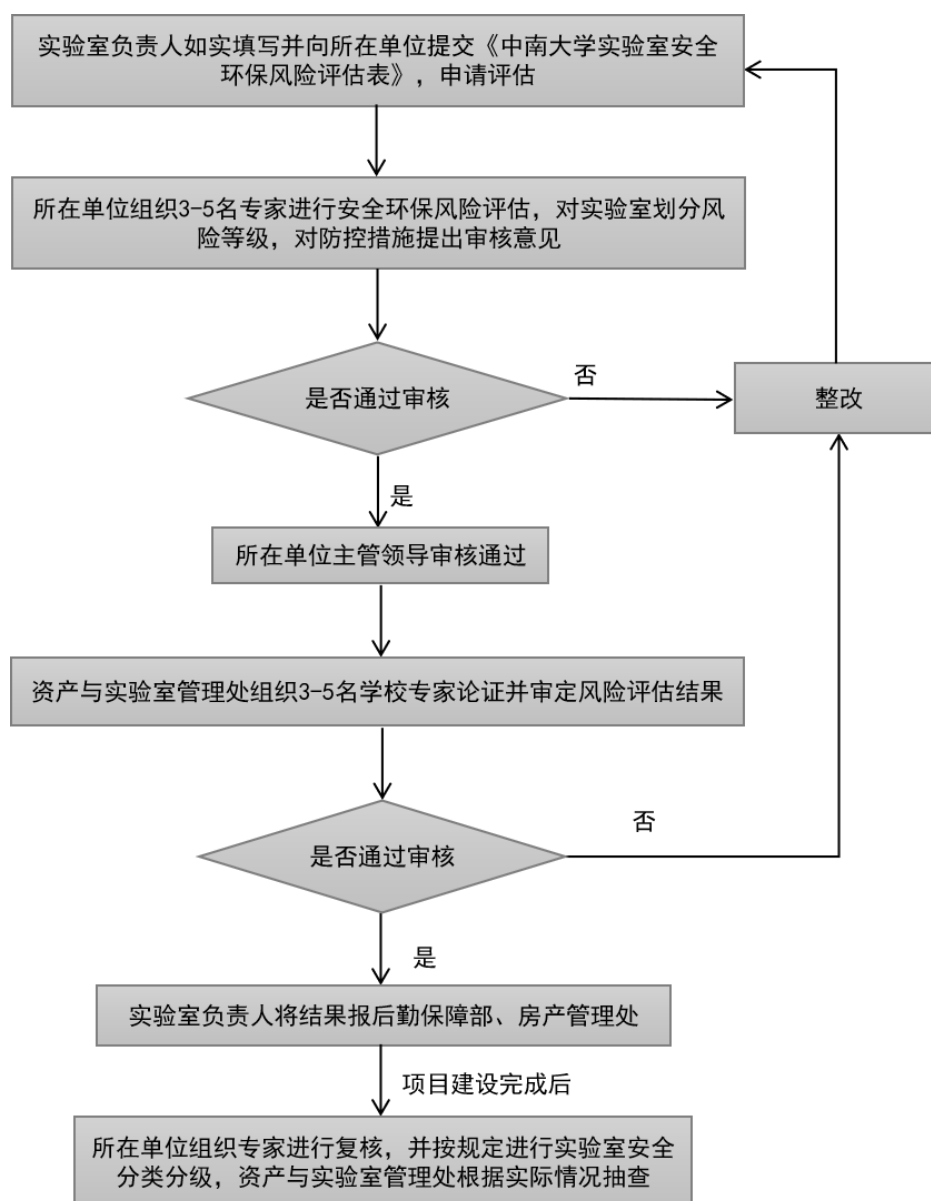 实验室负责人如实填写并向所在单位提交《中南大学实验室安全
环保风险评估表》，申请评估
所在单位组织3-5名专家进行安全环保风险评估，对实验室划分风
险等级，对防控措施提出审核意见
是否通过审核
否
整改
是
所在单位主管领导审核通过
资产与实验室管理处组织3-5名学校专家论证并审定风险评估结果
是否通过审核
否
是
实验室负责人将结果报后勤保障部、房产管理处
项目建设完成后
所在单位组织专家进行复核，并按规定进行实验室安全
分类分级，资产与实验室管理处根据实际情况抽查